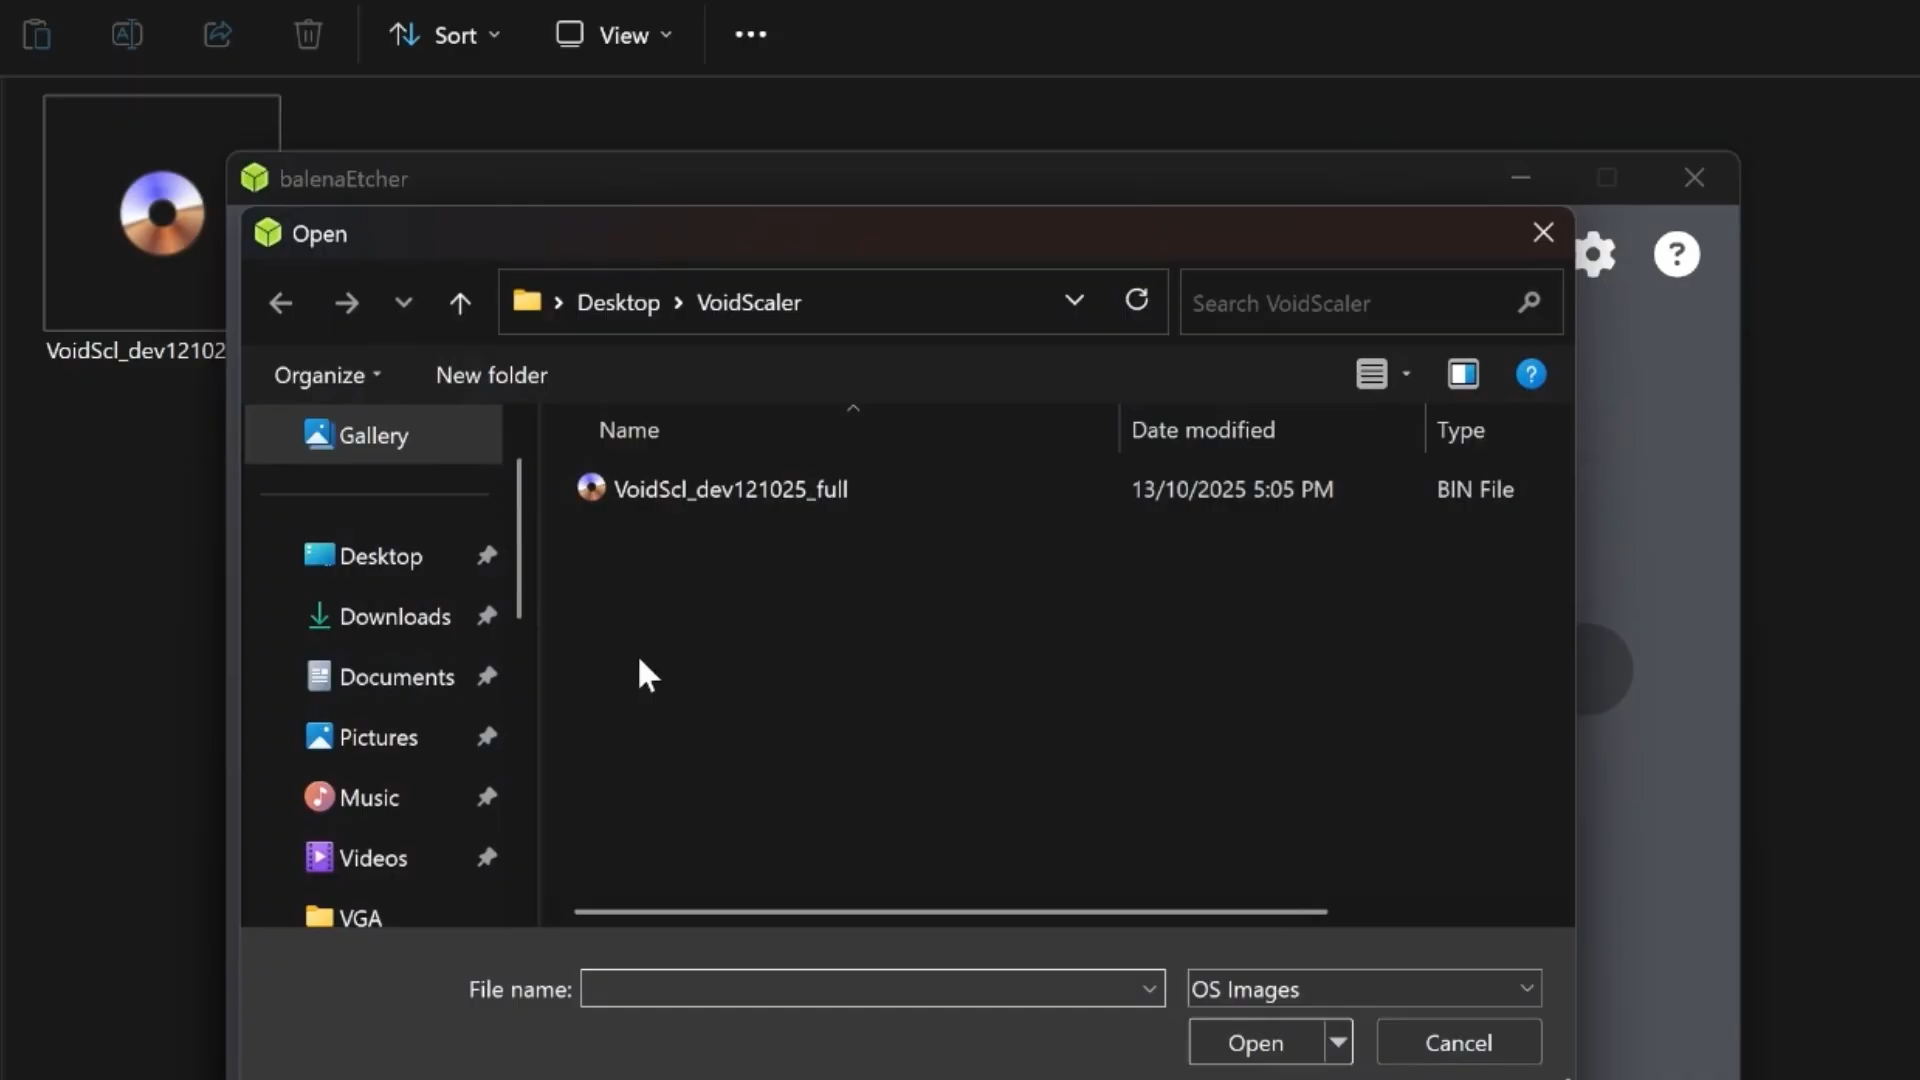 Sort
View
VoidScl_dev12102
balenaEtcher
Open
Desktop
VoidScaler
Search VoidScaler
Organize
New folder
Gallery
Name
Date modified
Type
VoidScl_dev121025_full
13/10/2025 5:05 PM
BIN File
Desktop
Downloads
Documents
Pictures
Music
Videos
VGA
File name:
OS Images
Open
Cancel